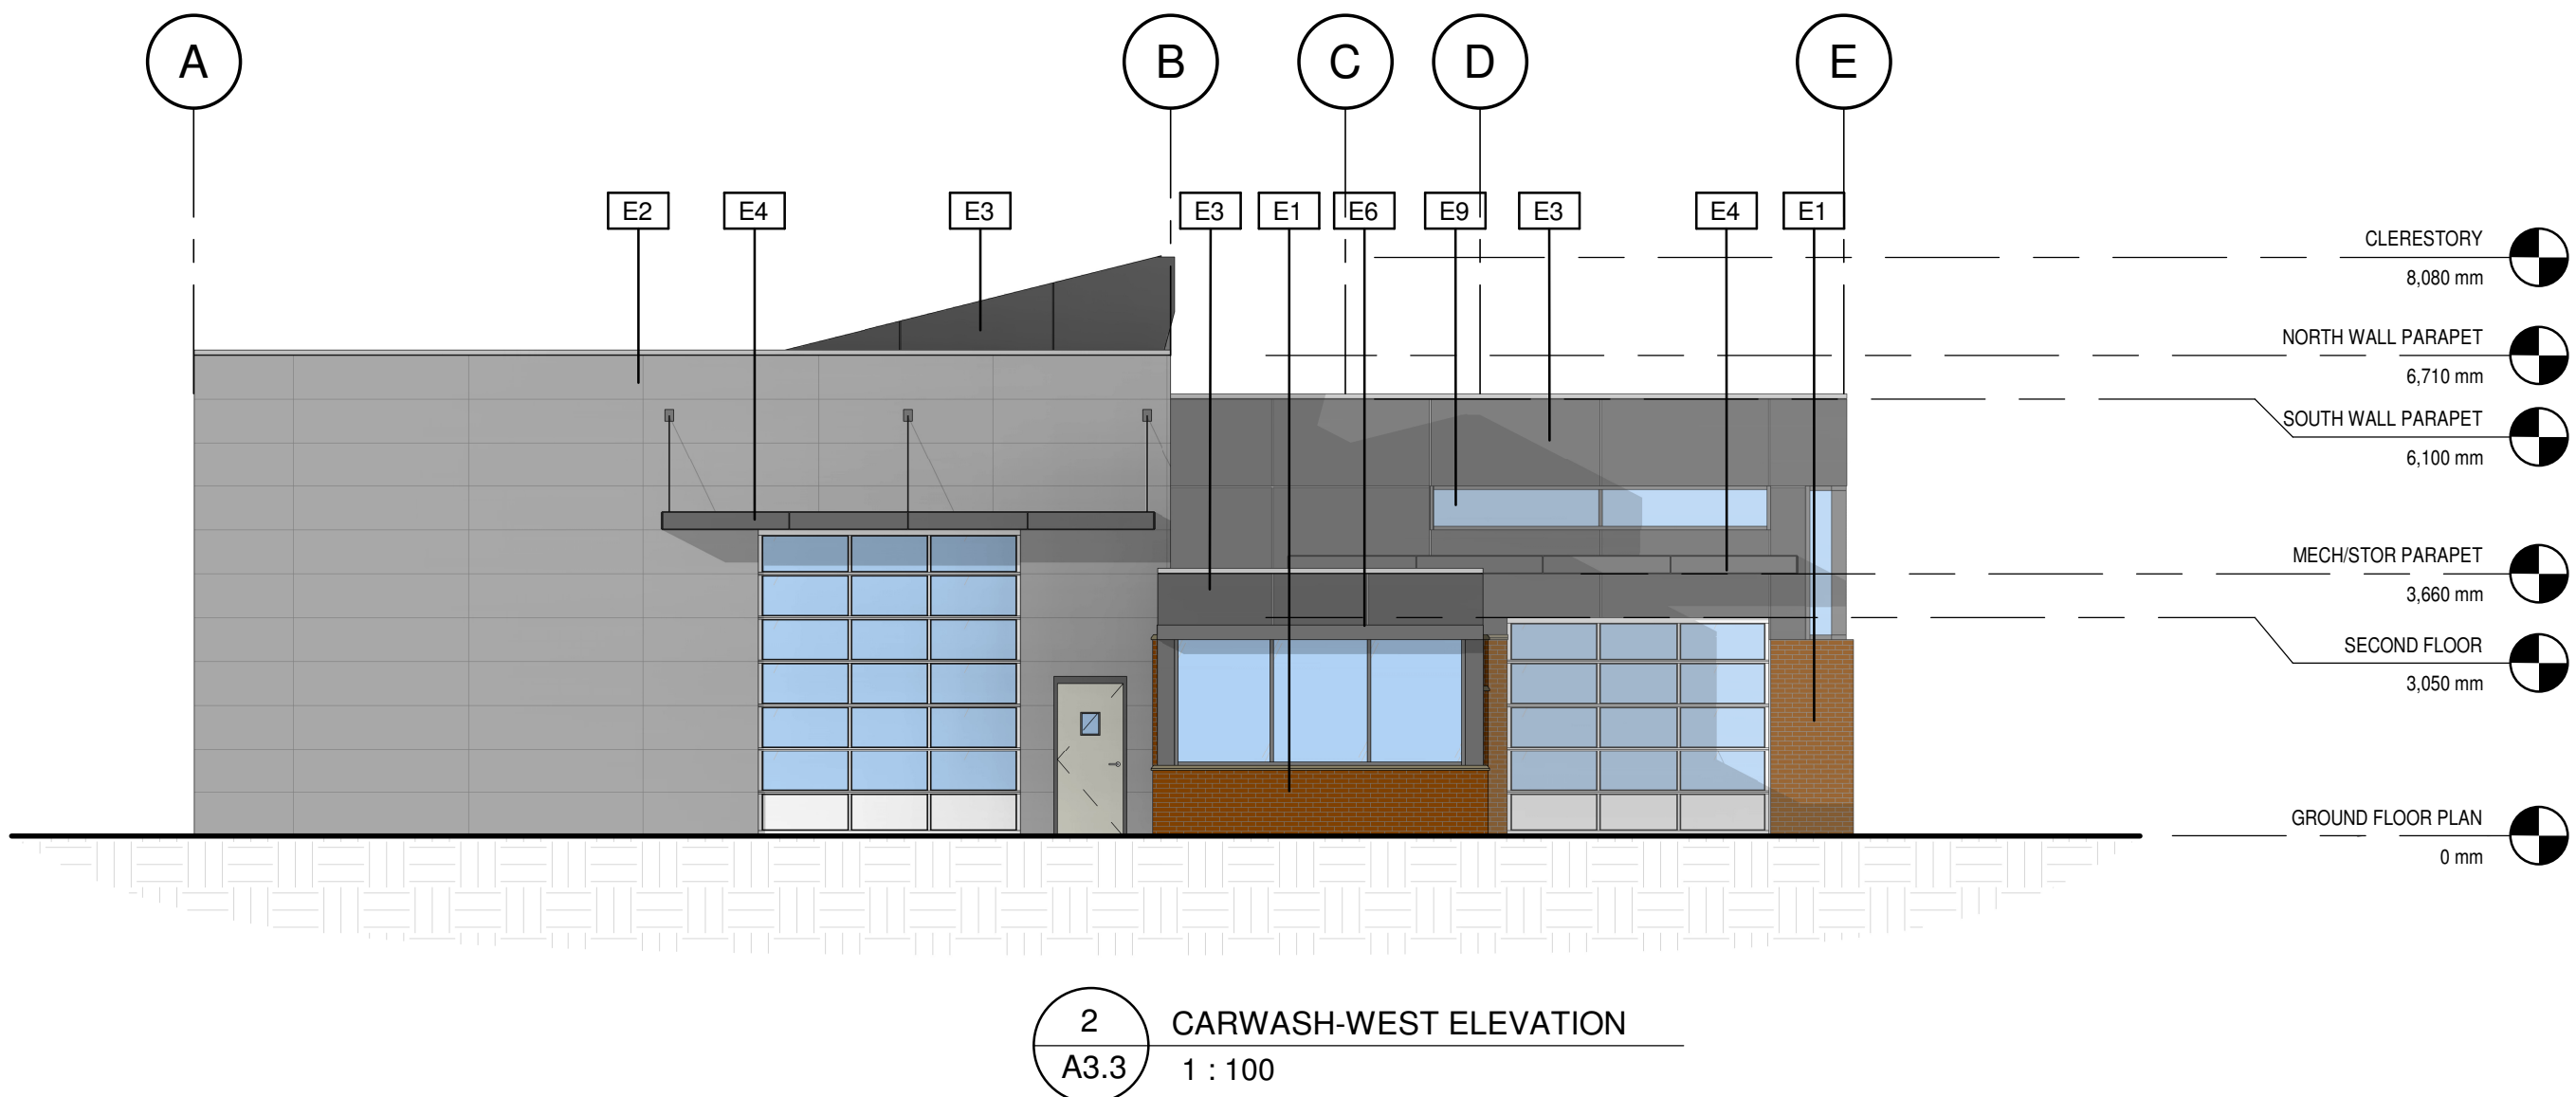 A B C D E
E2 E4 E3 E3 E1 E6 E9 E3 E4 E1
CLERESTORY
8,080 mm
NORTH WALL PARAPET
6,710 mm
SOUTH WALL PARAPET
6,100 mm
MECH/STOR PARAPET
3,660 mm
SECOND FLOOR
3,050 mm
GROUND FLOOR PLAN
0 mm
2
A3.3
CARWASH-WEST ELEVATION
1 : 100